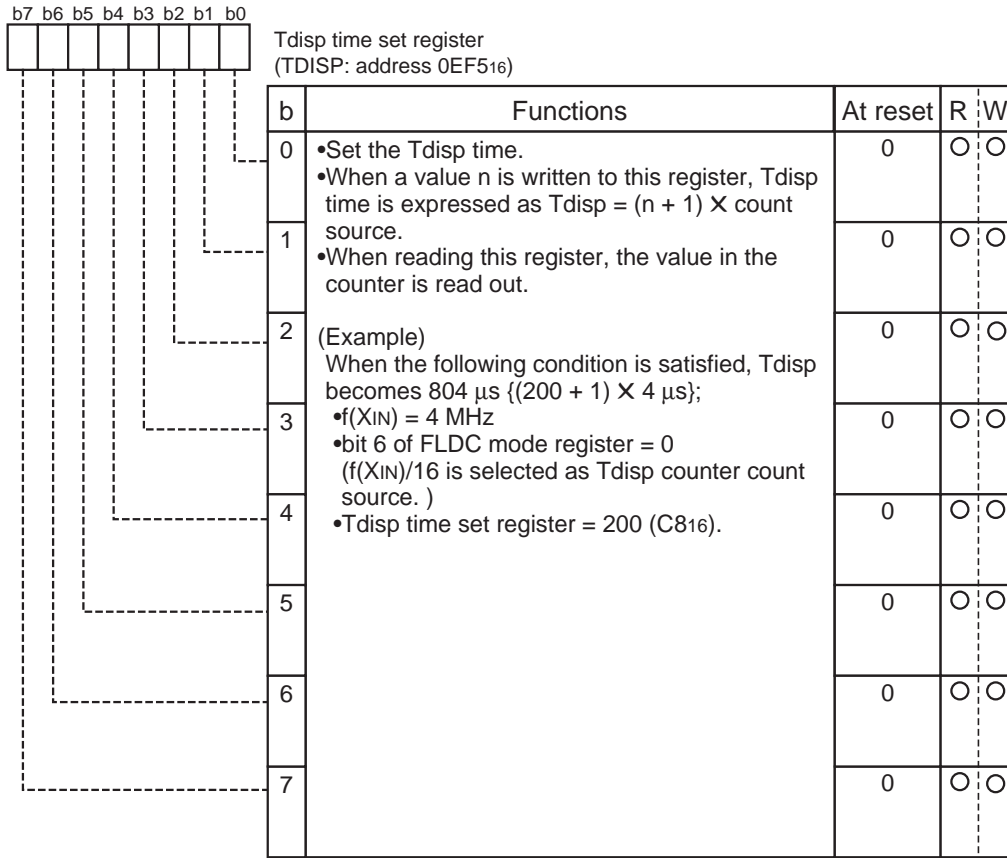 b7 b6 b5 b4 b3 b2 b1 b0
Tdisp time set register
(TDISP: address 0EF516)
b Functions At reset R W
0 •Set the Tdisp time. 0 ○ ○
•When a value n is written to this register, Tdisp
time is expressed as Tdisp = (n + 1) ✕ count
source.
1 0 ○ ○
•When reading this register, the value in the
counter is read out.
2 0 ○ ○
(Example)
When the following condition is satisfied, Tdisp
becomes 804 μs {(200 + 1) ✕ 4 μs};
3 •f(XIN) = 4 MHz 0 ○ ○
•bit 6 of FLDC mode register = 0
(f(XIN)/16 is selected as Tdisp counter count
source. )
4 0 ○ ○
•Tdisp time set register = 200 (C816).
5 0 ○ ○
6 0 ○ ○
7 0 ○ ○